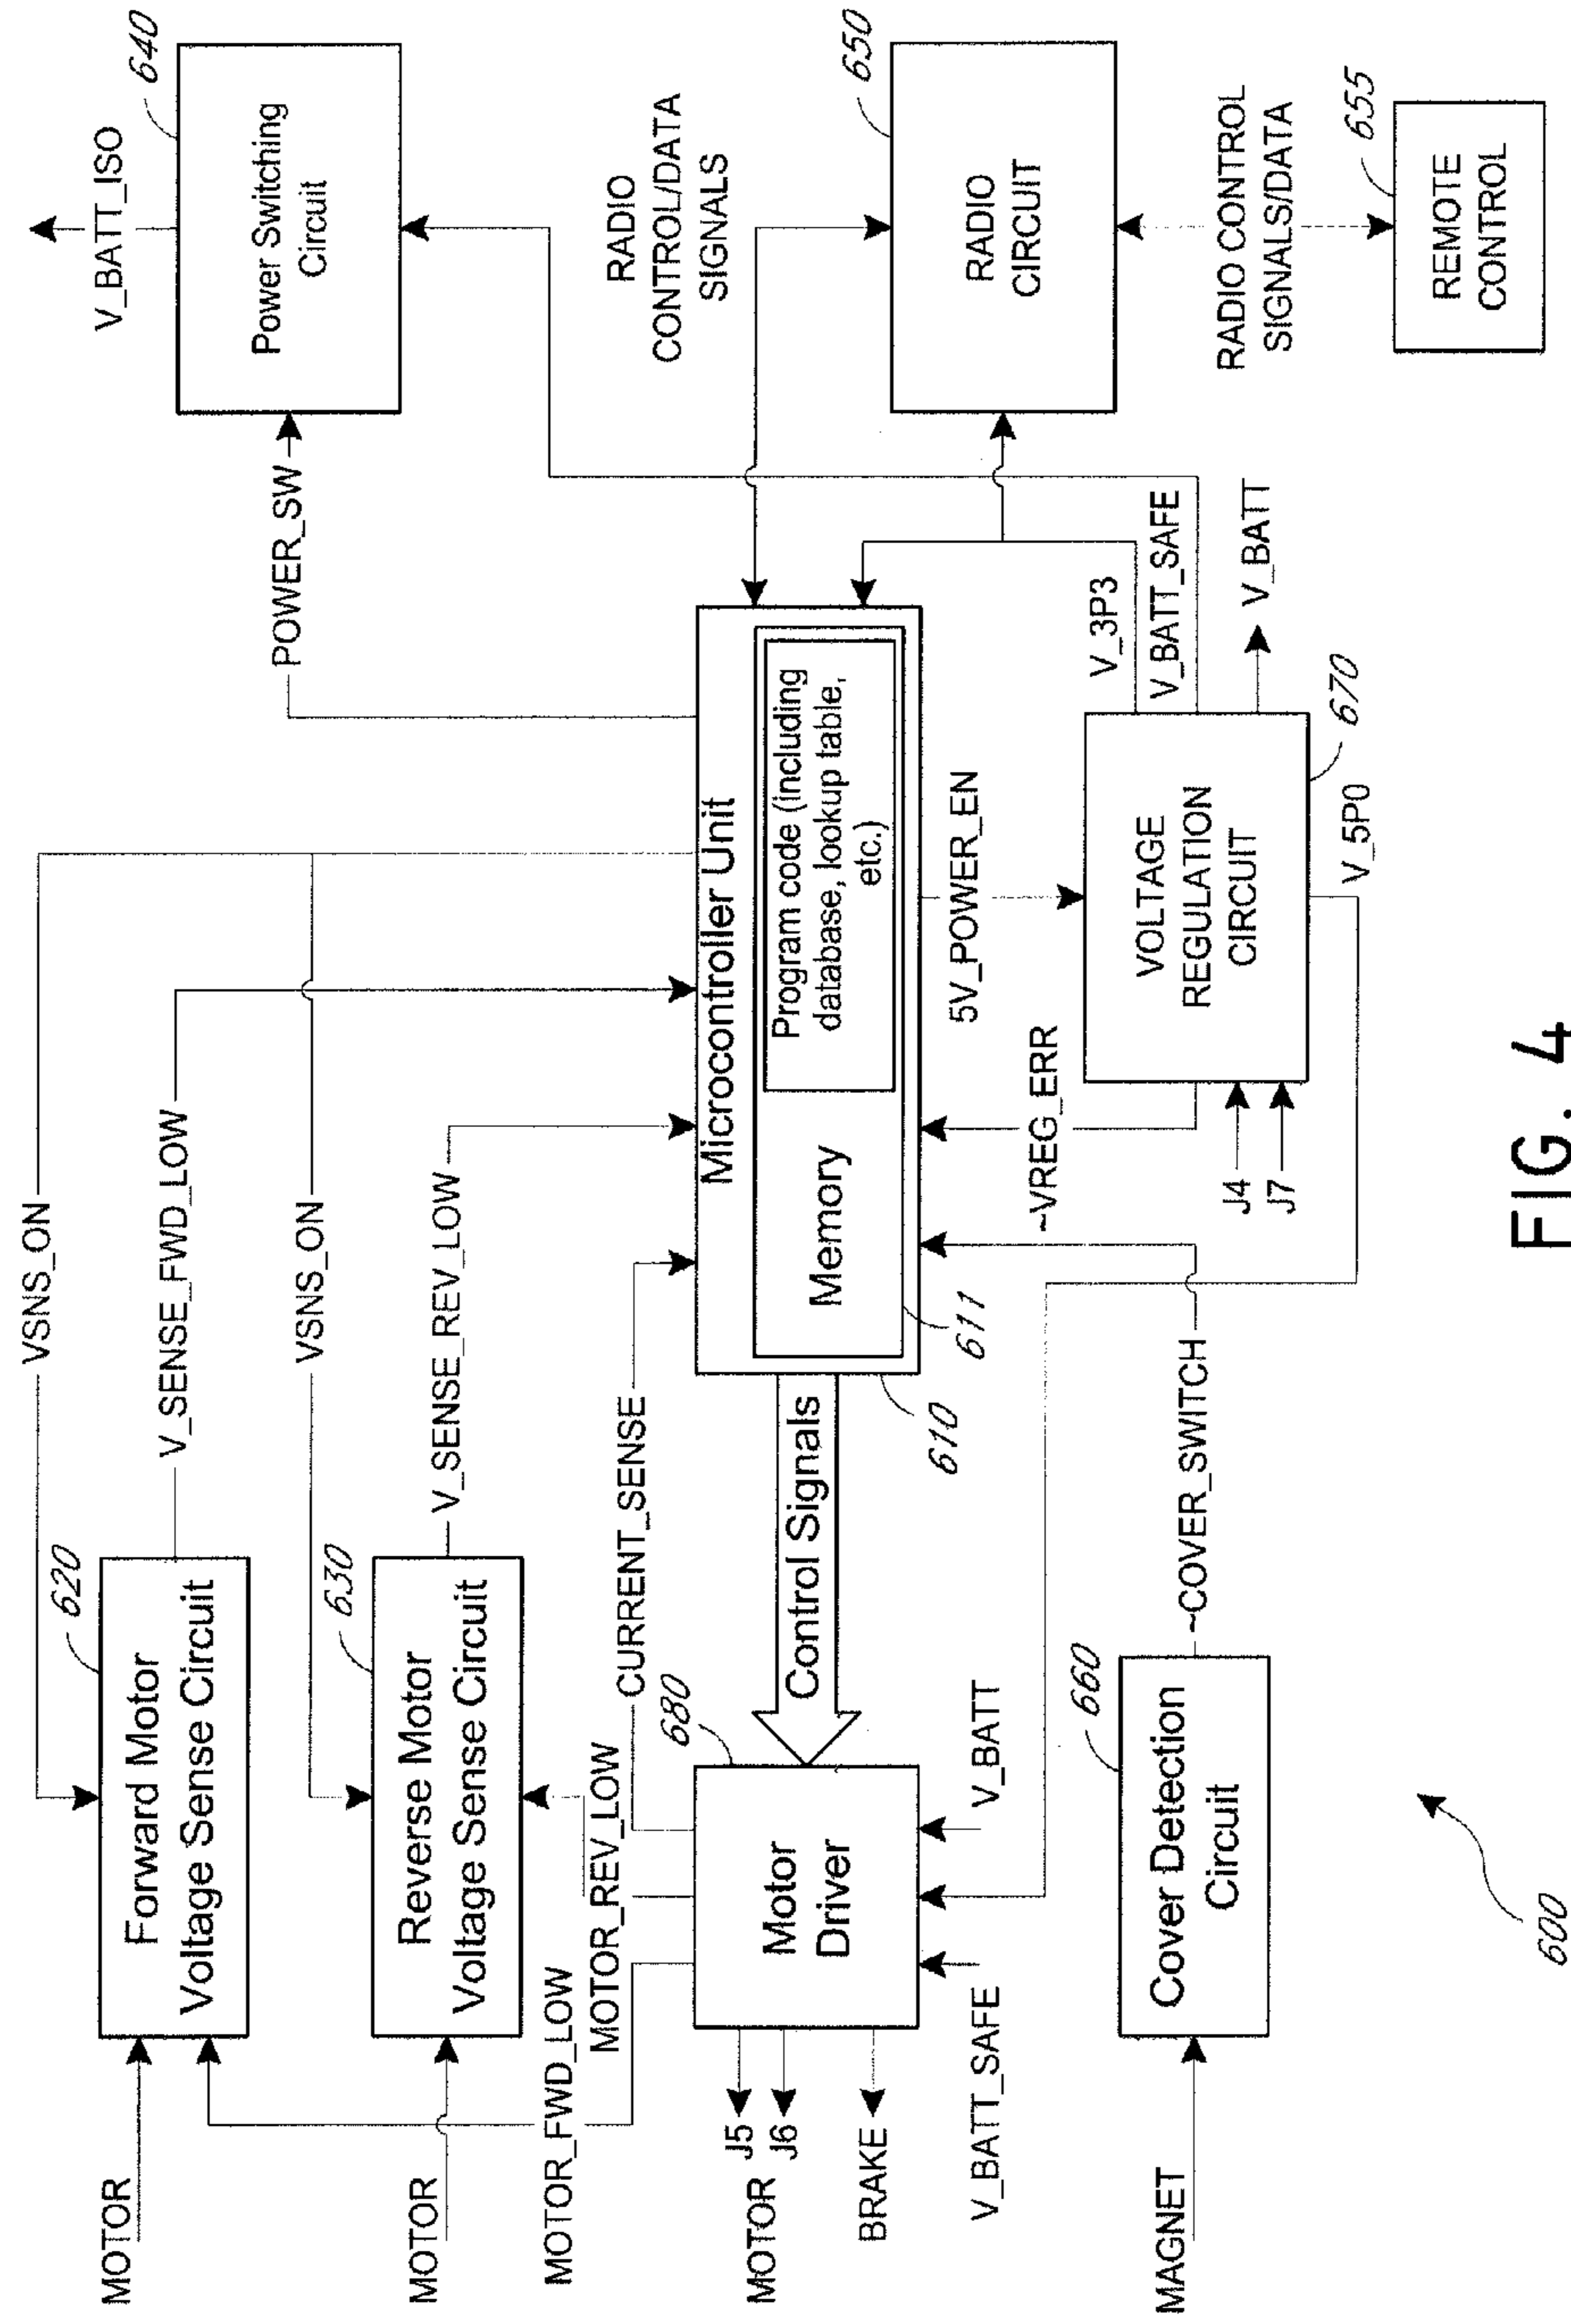 VSNS_ON
V_SENSE_FWD_LOW
VSNS_ON
V_SENSE_REV_LOW
V_BATT_ISO
640
Power Switching
Circuit
POWER_SW
620
Forward Motor
Voltage Sense Circuit
MOTOR
630
Reverse Motor
Voltage Sense Circuit
MOTOR
MOTOR_FWD_LOW
MOTOR_REV_LOW
CURRENT_SENSE
RADIO
CONTROL/DATA
SIGNALS
680
Motor
Driver
J5
J6
MOTOR
BRAKE
V_BATT_SAFE
V_BATT
Control Signals
Microcontroller Unit
Memory
Program code (including
database, lookup table,
etc.)
610
611
650
RADIO
CIRCUIT
5V_POWER_EN
~VREG_ERR
V_3P3
V_BATT_SAFE
V_BATT
VOLTAGE
REGULATION
CIRCUIT
670
J4
J7
V_5P0
RADIO CONTROL
SIGNALS/DATA
655
REMOTE
CONTROL
MAGNET
660
Cover Detection
Circuit
~COVER_SWITCH
600
FIG. 4